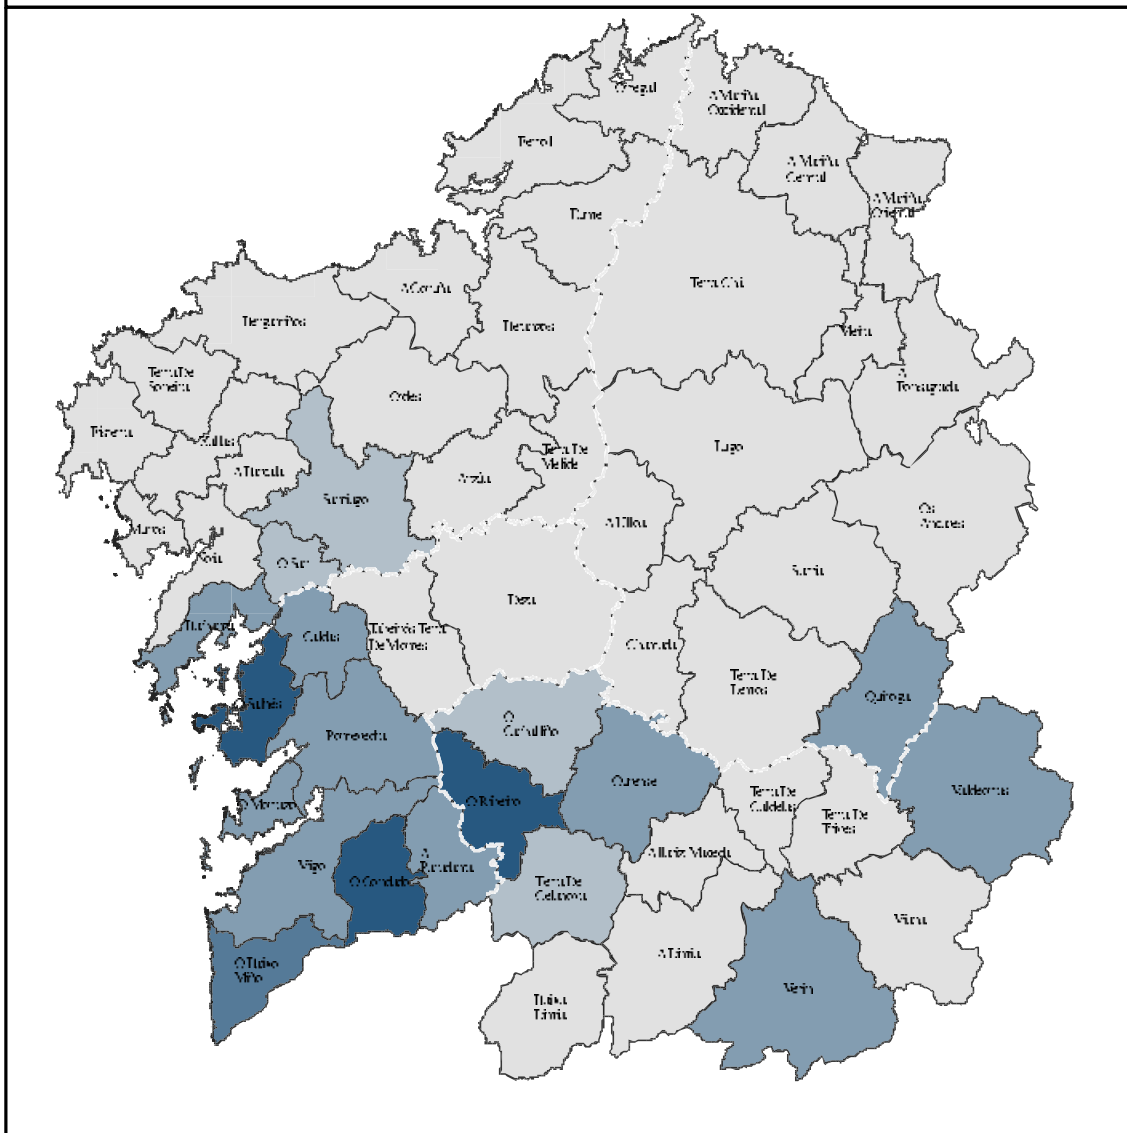 Ortegal
A Mariña
Occidental
Ferrol
A Mariña
Central
A Mariña
Oriental
Eume
Terra Chá
A Coruña
Bergantiños
Betanzos
Meira
Terra De
Soneira
A
Fonsagrada
Ordes
Fisterra
Xallas
Lugo
Terra De
Melide
A Barcala
Arzúa
Santiago
Os
Ancares
A Ulloa
Muros
Noia
O Sar
Sarria
Deza
Barbanza
Caldas
Tabeirós Terra
De Montes
Chantada
Terra De
Lemos
Quiroga
Salnés
O
Carballiño
Pontevedra
Ourense
Valdeorras
Terra De
Caldelas
O Morrazo
O Ribeiro
Terra De
Trives
Allariz Maceda
Vigo
A
Paradanta
O Condado
Terra De
Celanova
Viana
A Limia
O Baixo
Miño
Verín
Baixa
Limia